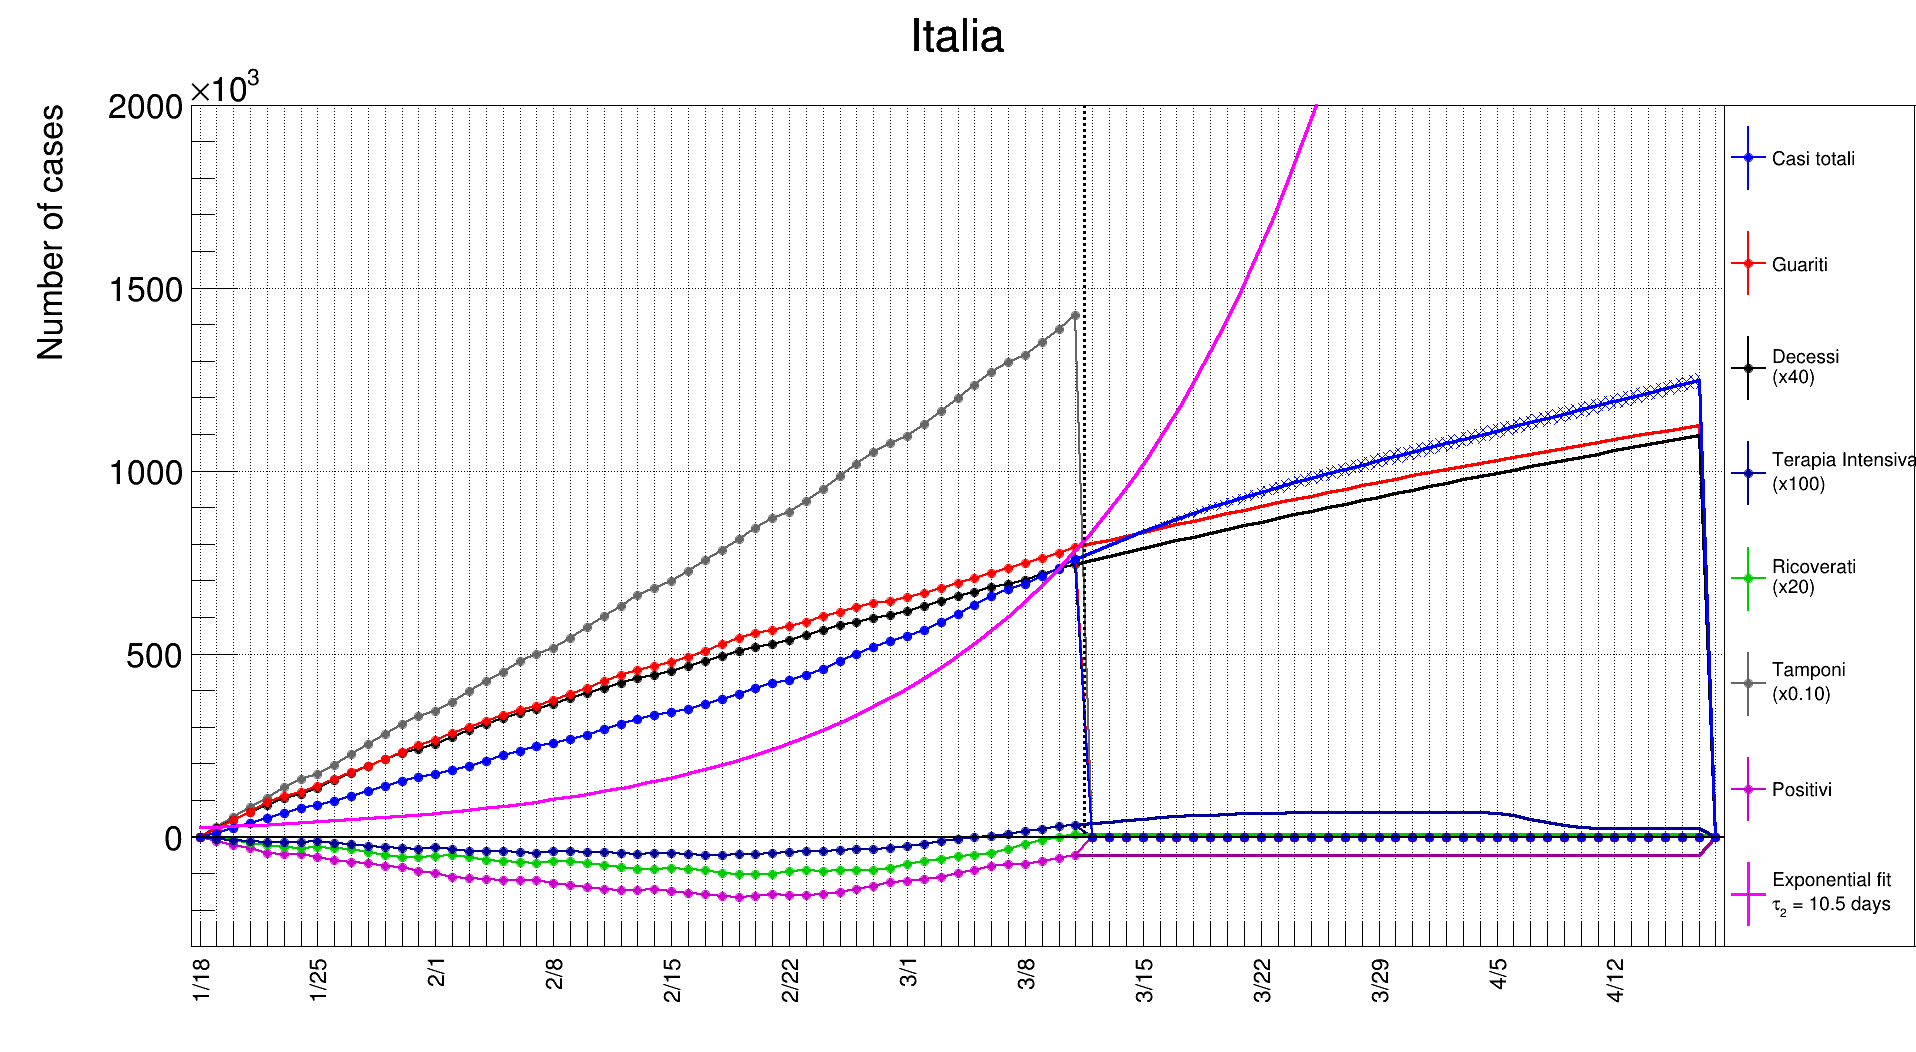 Italia
×10³
Number of cases
2000
1500
1000
500
0
1/18
1/25
2/1
2/8
2/15
2/22
3/1
3/8
3/15
3/22
3/29
4/5
4/12
Casi totali
Guariti
Decessi
(x40)
Terapia Intensiva
(x100)
Ricoverati
(x20)
Tamponi
(x0.10)
Positivi
Exponential fit
τ₂ = 10.5 days